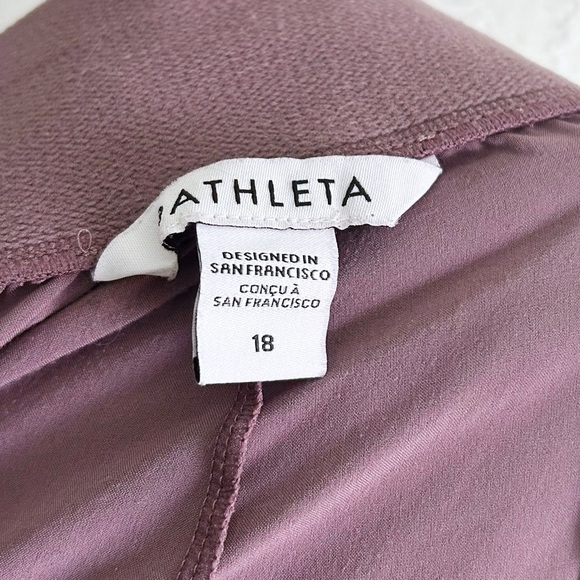 ATHLETA
DESIGNED IN
SAN FRANCISCO
CONÇU À
SAN FRANCISCO
18